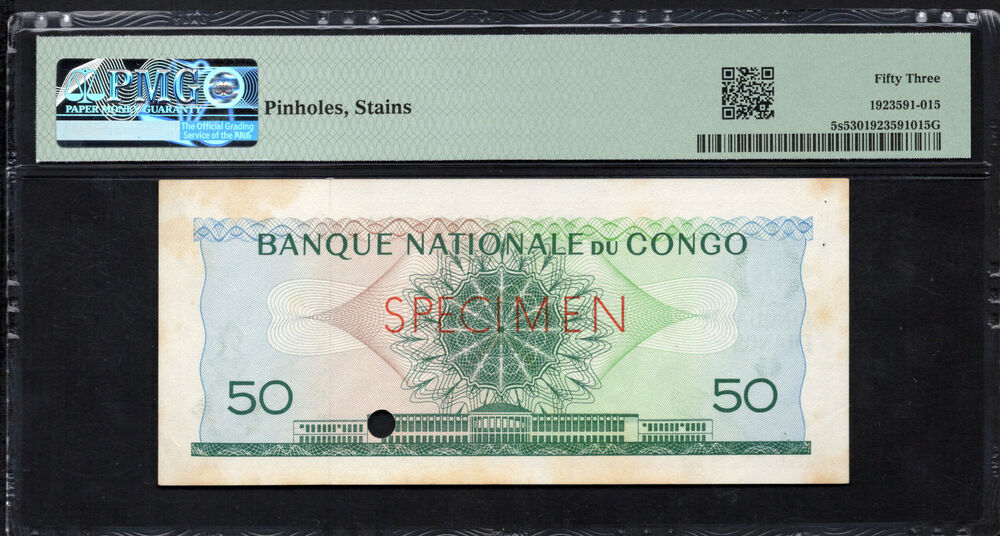 PMG
PAPER MONEY GUARANTY
The Official Grading
Service of the ANA
Pinholes, Stains
Fifty Three
1923591-015
5s5301923591015G
BANQUE NATIONALE DU CONGO
SPECIMEN
50
50